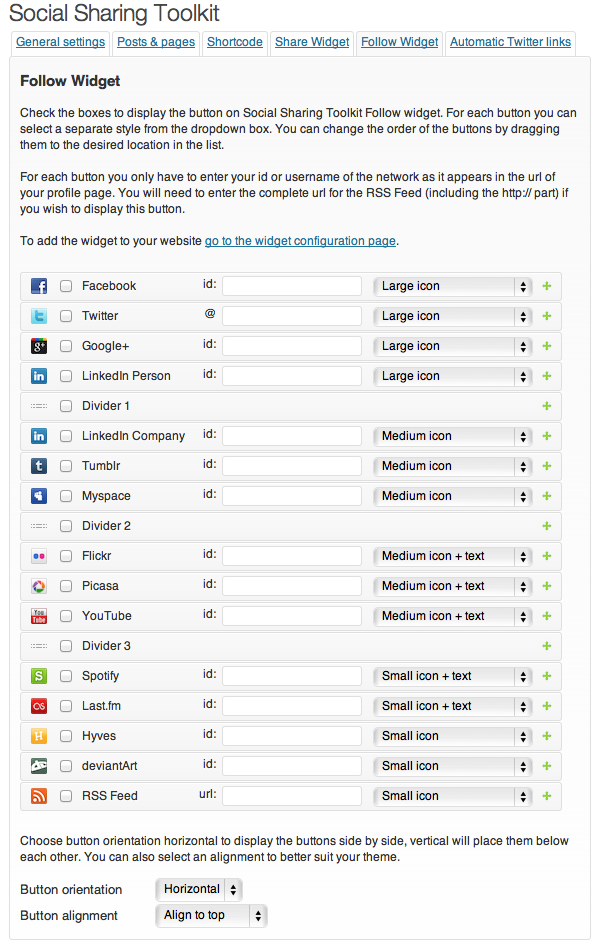 Social Sharing Toolkit
General settings Posts & pages Shortcode Share Widget Follow Widget Automatic Twitter links
Follow Widget
Check the boxes to display the button on Social Sharing Toolkit Follow widget. For each button you can
select a separate style from the dropdown box. You can change the order of the buttons by dragging
them to the desired location in the list.
For each button you only have to enter your id or username of the network as it appears in the url of
your profile page. You will need to enter the complete url for the RSS Feed (including the http:// part) if
you wish to display this button.
To add the widget to your website go to the widget configuration page.
f Facebook id: Large icon +
t Twitter @ Large icon +
g+ Google+ id: Large icon +
in LinkedIn Person id: Large icon +
Divider 1 +
in LinkedIn Company id: Medium icon +
t Tumblr id: Medium icon +
Myspace id: Medium icon +
Divider 2 +
Flickr id: Medium icon + text +
Picasa id: Medium icon + text +
You Tube YouTube id: Medium icon + text +
Divider 3 +
S Spotify id: Small icon + text +
Last.fm id: Small icon + text +
H Hyves id: Small icon +
deviantArt id: Small icon +
RSS Feed url: Small icon +
Choose button orientation horizontal to display the buttons side by side, vertical will place them below
each other. You can also select an alignment to better suit your theme.
Button orientation Horizontal
Button alignment Align to top